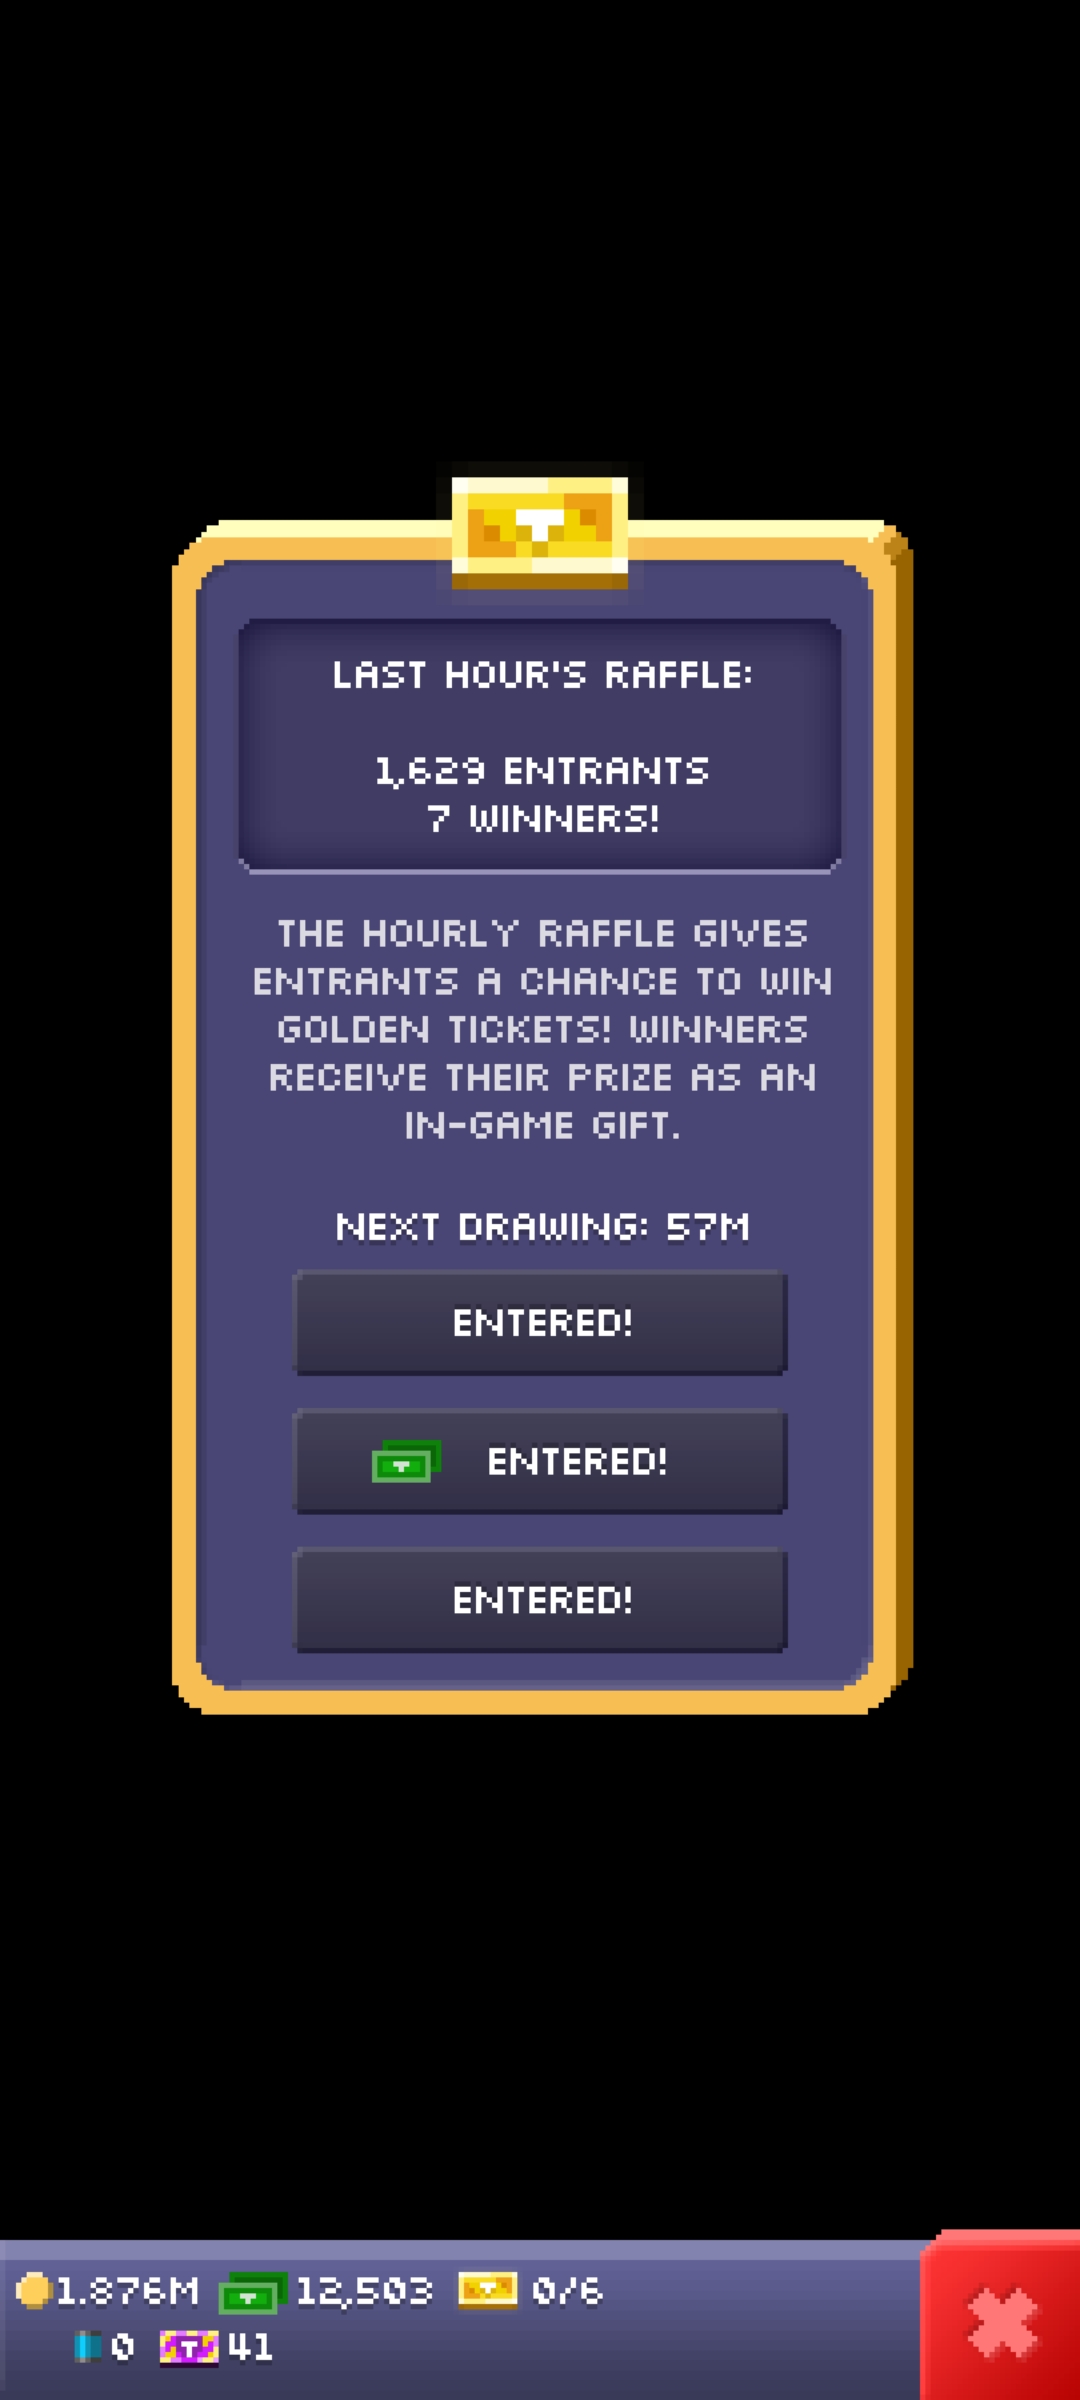 LAST HOUR'S RAFFLE:
1,629 ENTRANTS
7 WINNERS!
THE HOURLY RAFFLE GIVES
ENTRANTS A CHANCE TO WIN
GOLDEN TICKETS! WINNERS
RECEIVE THEIR PRIZE AS AN
IN-GAME GIFT.
NEXT DRAWING: 57M
ENTERED!
ENTERED!
ENTERED!
1.876M 12,503 0/6
0 41